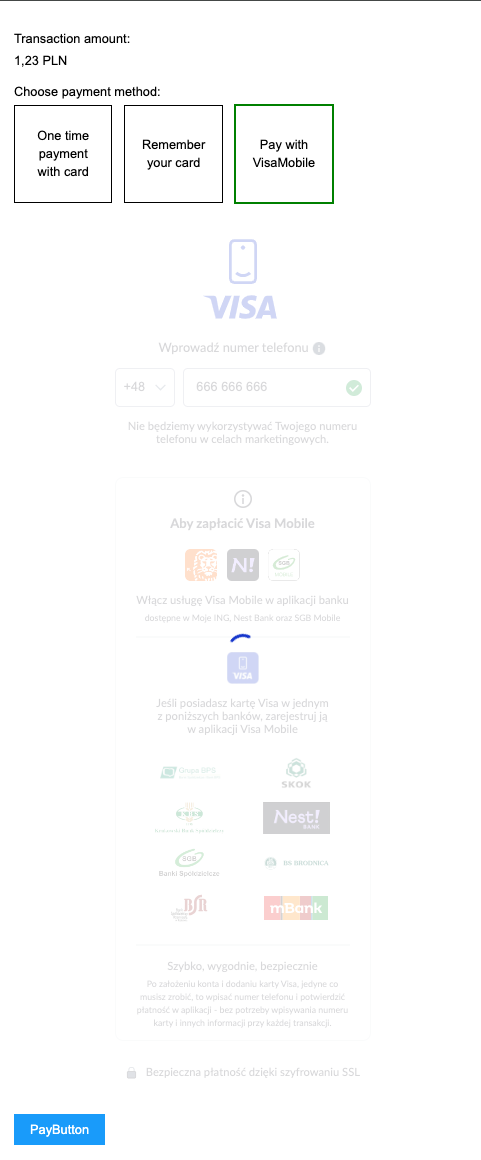 Transaction amount:
1,23 PLN
Choose payment method:
One time
payment
with card
Remember
your card
Pay with
VisaMobile
VISA
Wprowadź numer telefonu
+48
666 666 666
Nie będziemy wykorzystywać Twojego numeru
telefonu w celach marketingowych.
Aby zapłacić Visa Mobile
N!
SGB
Włącz usługę Visa Mobile w aplikacji banku
dostępne w Moje ING, Nest Bank oraz SGB Mobile
VISA
Jeśli posiadasz kartę Visa w jednym
z poniższych banków, zarejestruj ją
w aplikacji Visa Mobile
Grupa BPS
SKOK
Nest!
BANK
SGB
Banki Spółdzielcze
BS BRODNICA
BSR
mBank
Szybko, wygodnie, bezpiecznie
Po założeniu konta i dodaniu karty Visa, jedyne co
musisz zrobić, to wpisać numer telefonu i potwierdzić
płatność w aplikacji - bez potrzeby wpisywania numeru
karty i innych informacji przy każdej transakcji.
Bezpieczna płatność dzięki szyfrowaniu SSL
PayButton